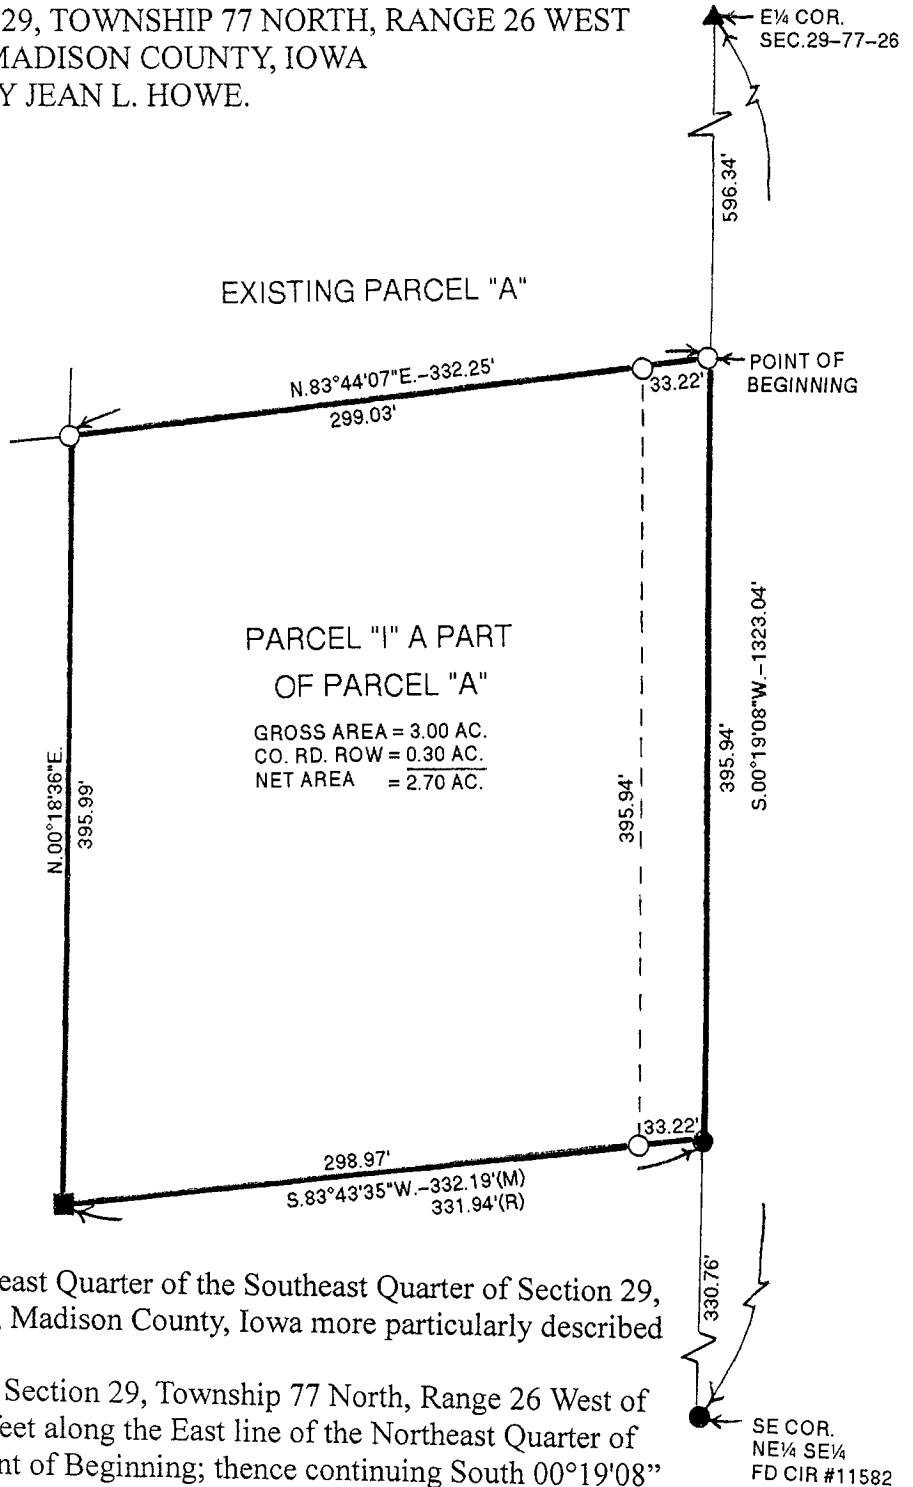 29, TOWNSHIP 77 NORTH, RANGE 26 WEST
MADISON COUNTY, IOWA
Y JEAN L. HOWE.
E¼ COR.
SEC.29-77-26
596.34'
EXISTING PARCEL "A"
N.83°44'07"E.-332.25'
299.03'
33.22'
POINT OF
BEGINNING
PARCEL "I" A PART
OF PARCEL "A"
GROSS AREA = 3.00 AC.
CO. RD. ROW = 0.30 AC.
NET AREA = 2.70 AC.
N.00°18'36"E.
395.99'
395.94'
395.94'
S.00°19'08"W.-1323.04'
33.22'
298.97'
S.83°43'35"W.-332.19'(M)
331.94'(R)
330.76'
east Quarter of the Southeast Quarter of Section 29,
Madison County, Iowa more particularly described
Section 29, Township 77 North, Range 26 West of
feet along the East line of the Northeast Quarter of
nt of Beginning; thence continuing South 00°19'08”
SE COR.
NE¼ SE¼
FD CIR #11582